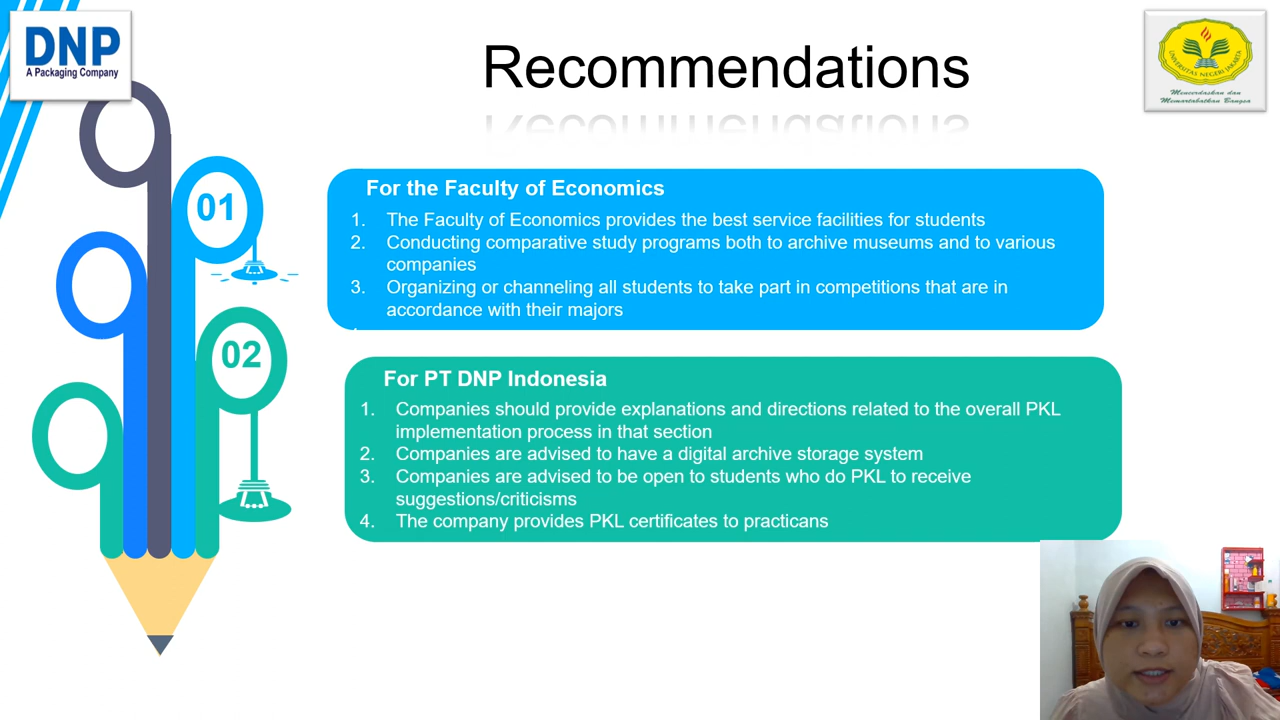 DNP
A Packaging Company
Recommendations
UNIVERSITAS NEGERI JAKARTA
Mencerdaskan dan
Memartabatkan Bangsa
01
For the Faculty of Economics
1. The Faculty of Economics provides the best service facilities for students
2. Conducting comparative study programs both to archive museums and to various
companies
3. Organizing or channeling all students to take part in competitions that are in
accordance with their majors
02
For PT DNP Indonesia
1. Companies should provide explanations and directions related to the overall PKL
implementation process in that section
2. Companies are advised to have a digital archive storage system
3. Companies are advised to be open to students who do PKL to receive
suggestions/criticisms
4. The company provides PKL certificates to practicans